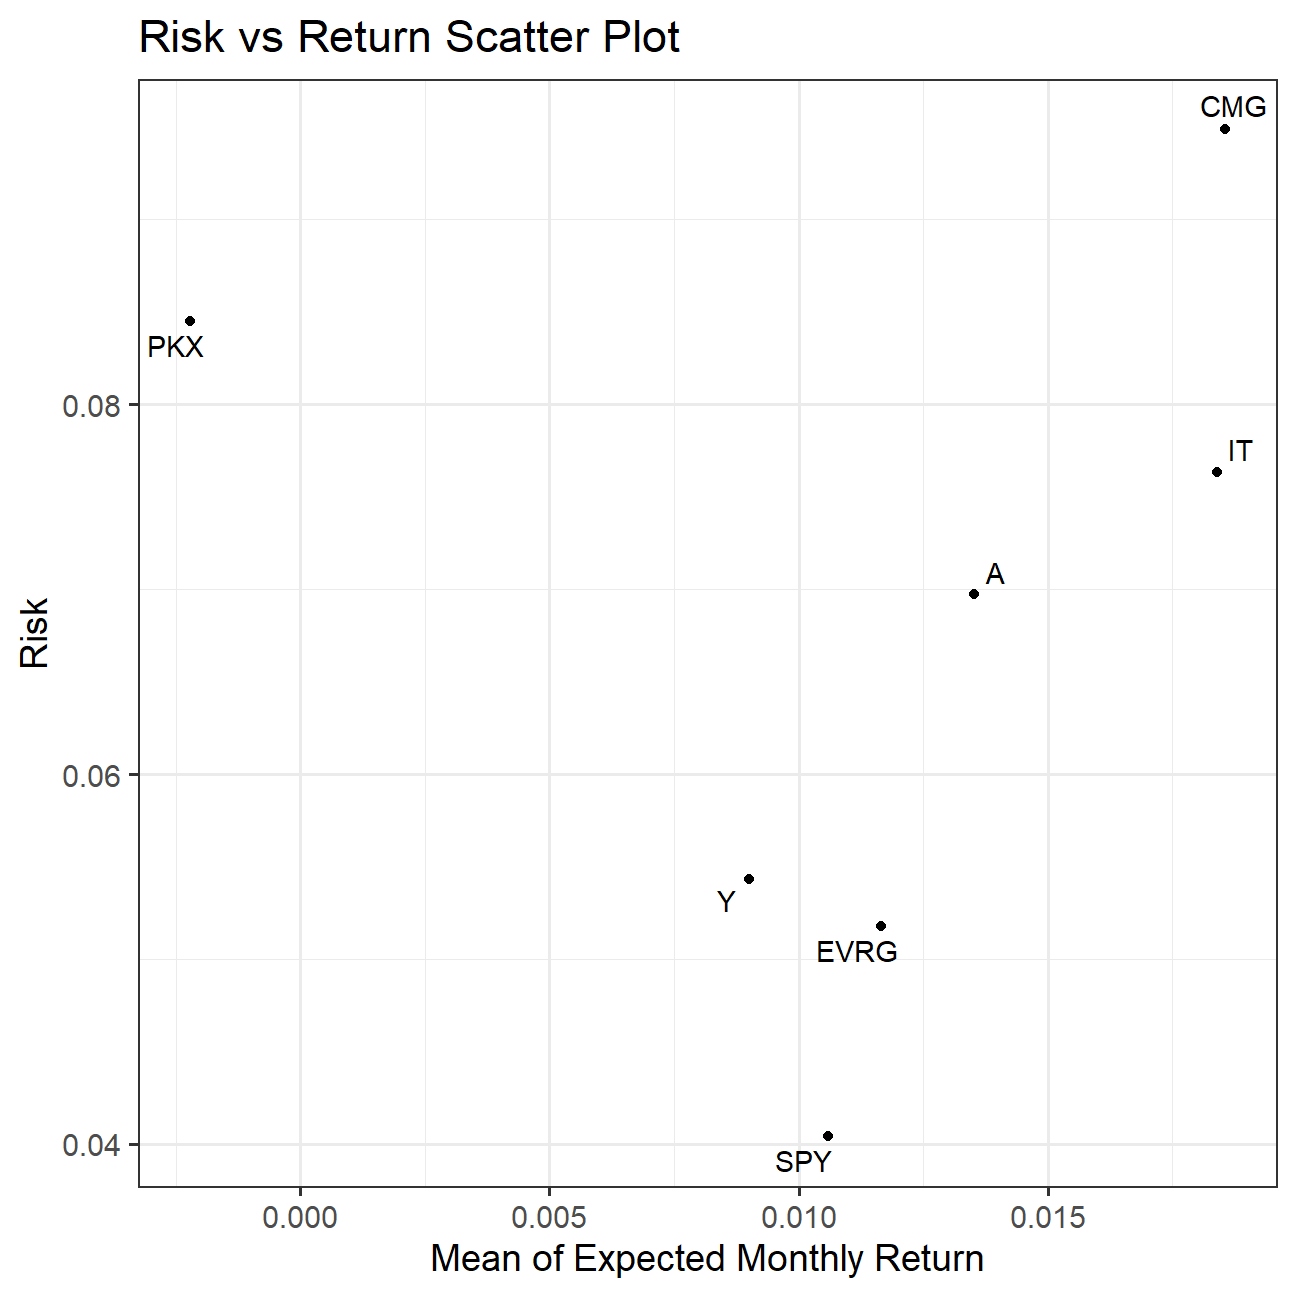 Risk vs Return Scatter Plot
CMG
PKX
0.08
IT
A
Risk
0.06
Y
EVRG
0.04
SPY
0.000 0.005 0.010 0.015
Mean of Expected Monthly Return